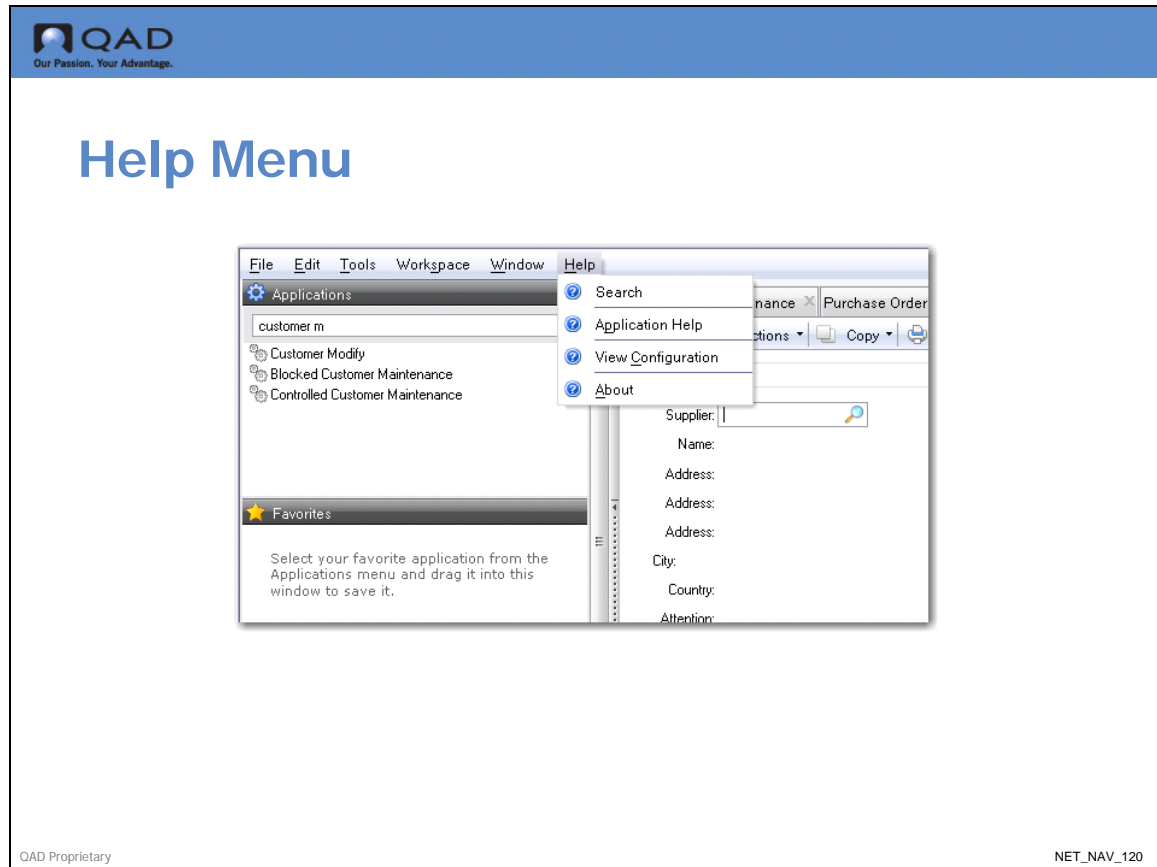 QAD
Our Passion. Your Advantage.
Help Menu
File Edit Tools Workspace Window Help
Applications
customer m
Customer Modify
Blocked Customer Maintenance
Controlled Customer Maintenance
Favorites
Select your favorite application from the
Applications menu and drag it into this
window to save it.
Search
Application Help
View Configuration
About
nance Purchase Order
ctions Copy
Supplier:
Name:
Address:
Address:
Address:
City:
Country:
Attention:
QAD Proprietary
NET_NAV_120